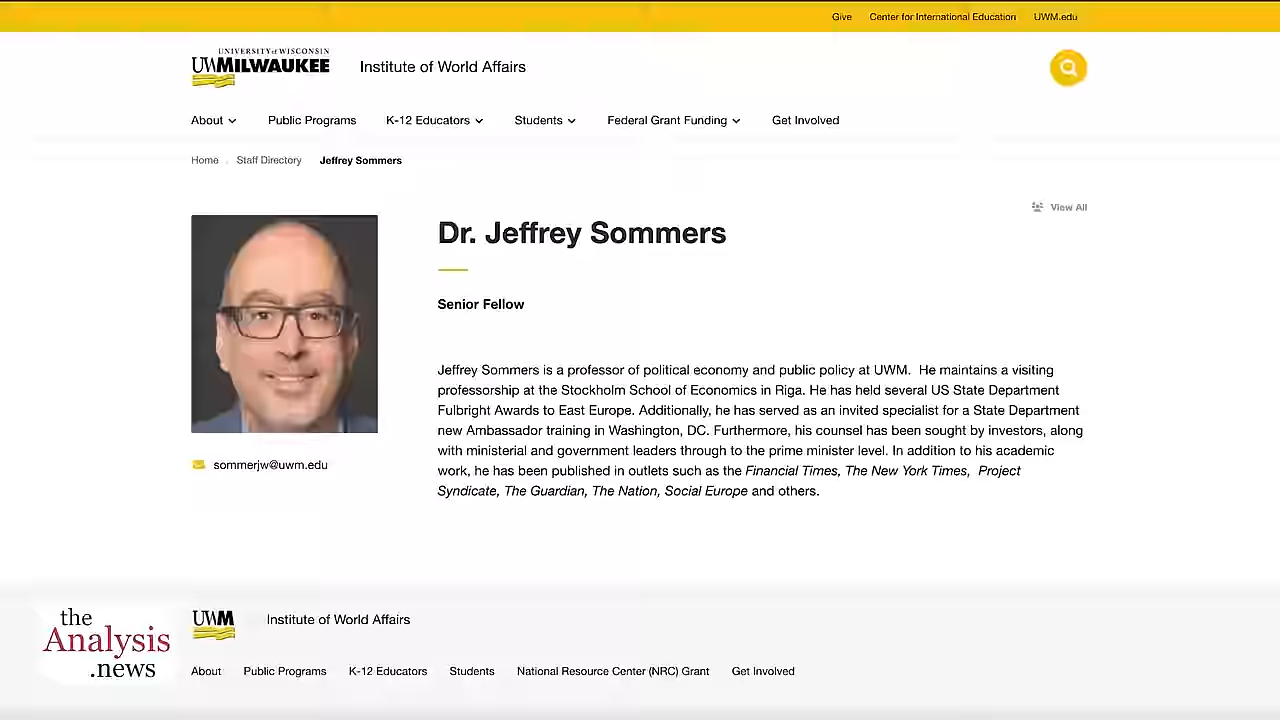 Give Center for International Education UWM.edu
UNIVERSITY of WISCONSIN
UWMILWAUKEE
Institute of World Affairs
About Public Programs K-12 Educators Students Federal Grant Funding Get Involved
Home Staff Directory Jeffrey Sommers
View All
Dr. Jeffrey Sommers
Senior Fellow
Jeffrey Sommers is a professor of political economy and public policy at UWM. He maintains a visiting
professorship at the Stockholm School of Economics in Riga. He has held several US State Department
Fulbright Awards to East Europe. Additionally, he has served as an invited specialist for a State Department
new Ambassador training in Washington, DC. Furthermore, his counsel has been sought by investors, along
with ministerial and government leaders through to the prime minister level. In addition to his academic
work, he has been published in outlets such as the Financial Times, The New York Times, Project
Syndicate, The Guardian, The Nation, Social Europe and others.
sommerjw@uwm.edu
the
Analysis
.news
UWM
Institute of World Affairs
About Public Programs K-12 Educators Students National Resource Center (NRC) Grant Get Involved